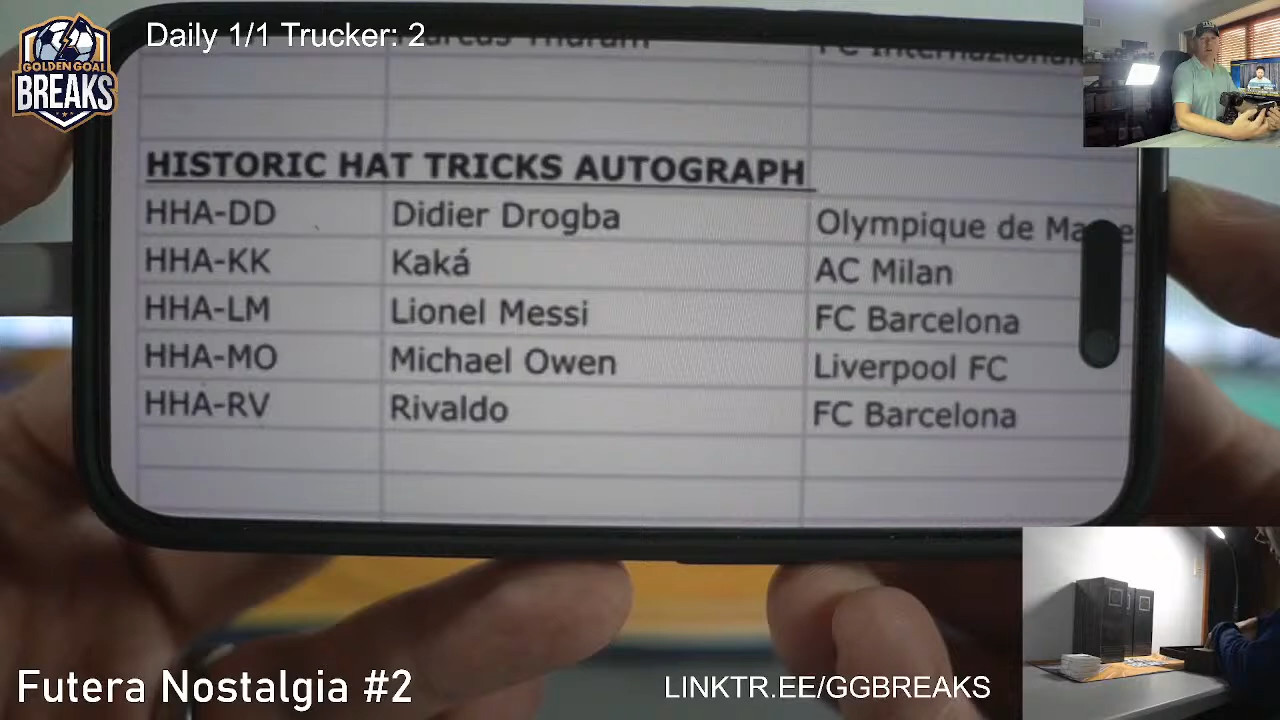 Daily 1/1 Trucker: 2
GOLDEN GOAL
BREAKS
HISTORIC HAT TRICKS AUTOGRAPH
HHA-DD Didier Drogba Olympique de
HHA-KK Kaká AC Milan
HHA-LM Lionel Messi FC Barcelona
HHA-MO Michael Owen Liverpool FC
HHA-RV Rivaldo FC Barcelona
Futera Nostalgia #2
LINKTR.EE/GGBREAKS